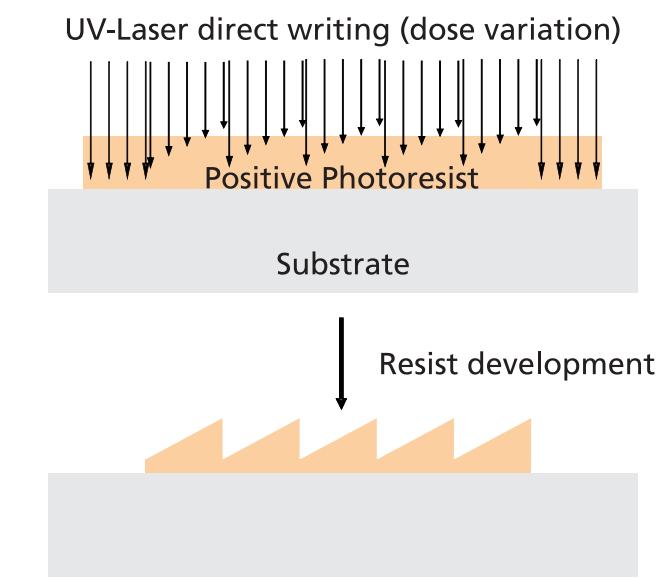 UV-Laser direct writing (dose variation)
Positive Photoresist
Substrate
Resist development